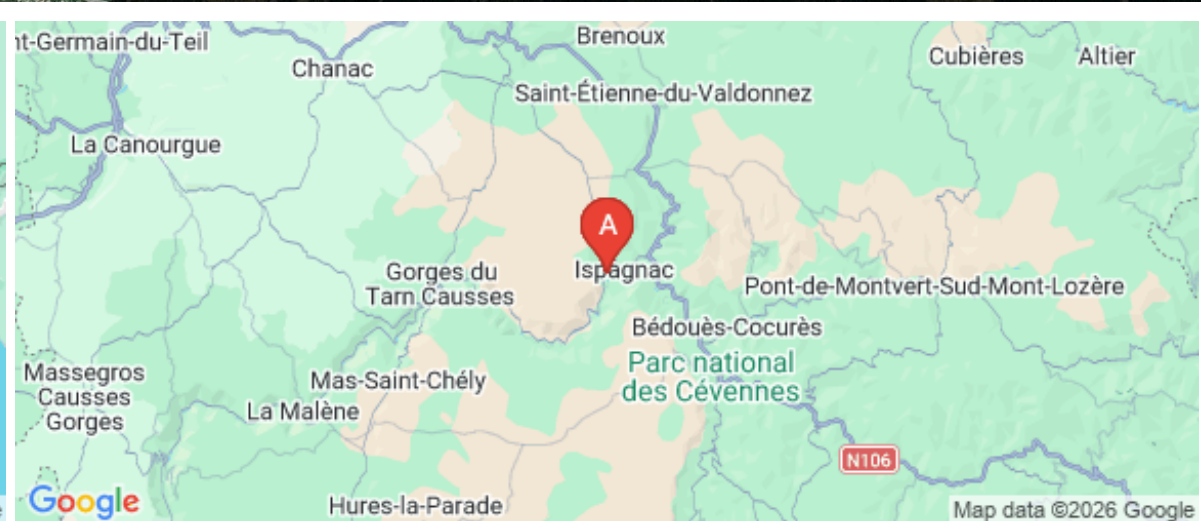 nt-Germain-du-Teil
Brenoux
Chanac
Cubières
Altier
Saint-Étienne-du-Valdonnez
La Canourgue
A
Ispagnac
Gorges du
Tarn Causses
Pont-de-Montvert-Sud-Mont-Lozère
Bédouès-Cocurès
Parc national
des Cévennes
Massegros
Causses
Gorges
Mas-Saint-Chély
La Malène
N106
Google
Hures-la-Parade
Map data ©2026 Google